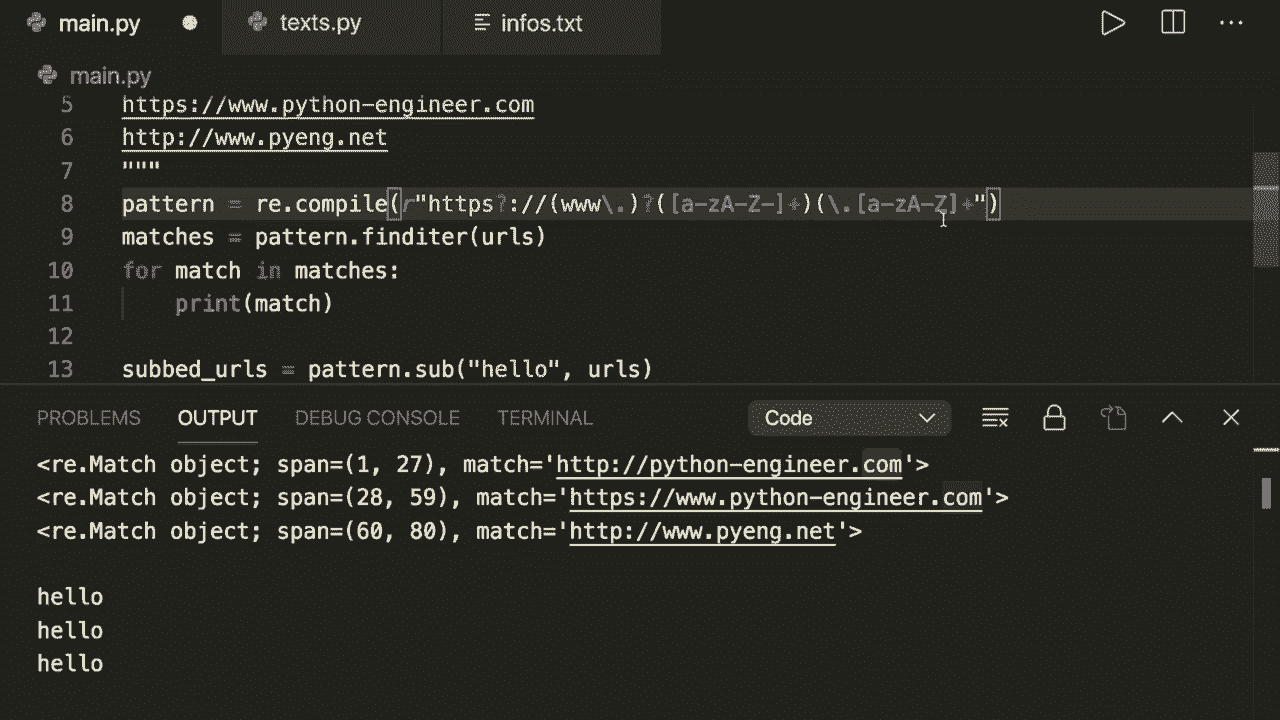 main.py texts.py infos.txt
main.py
5 https://www.python-engineer.com
6 http://www.pyeng.net
7 """
8 pattern = re.compile(r"https?://(www\.)?([a-zA-Z-]+)(\.[a-zA-Z]+")
9 matches = pattern.finditer(urls)
10 for match in matches:
11 print(match)
12
13 subbed_urls = pattern.sub("hello", urls)
PROBLEMS OUTPUT DEBUG CONSOLE TERMINAL Code
<re.Match object; span=(1, 27), match='http://python-engineer.com'>
<re.Match object; span=(28, 59), match='https://www.python-engineer.com'>
<re.Match object; span=(60, 80), match='http://www.pyeng.net'>
hello
hello
hello